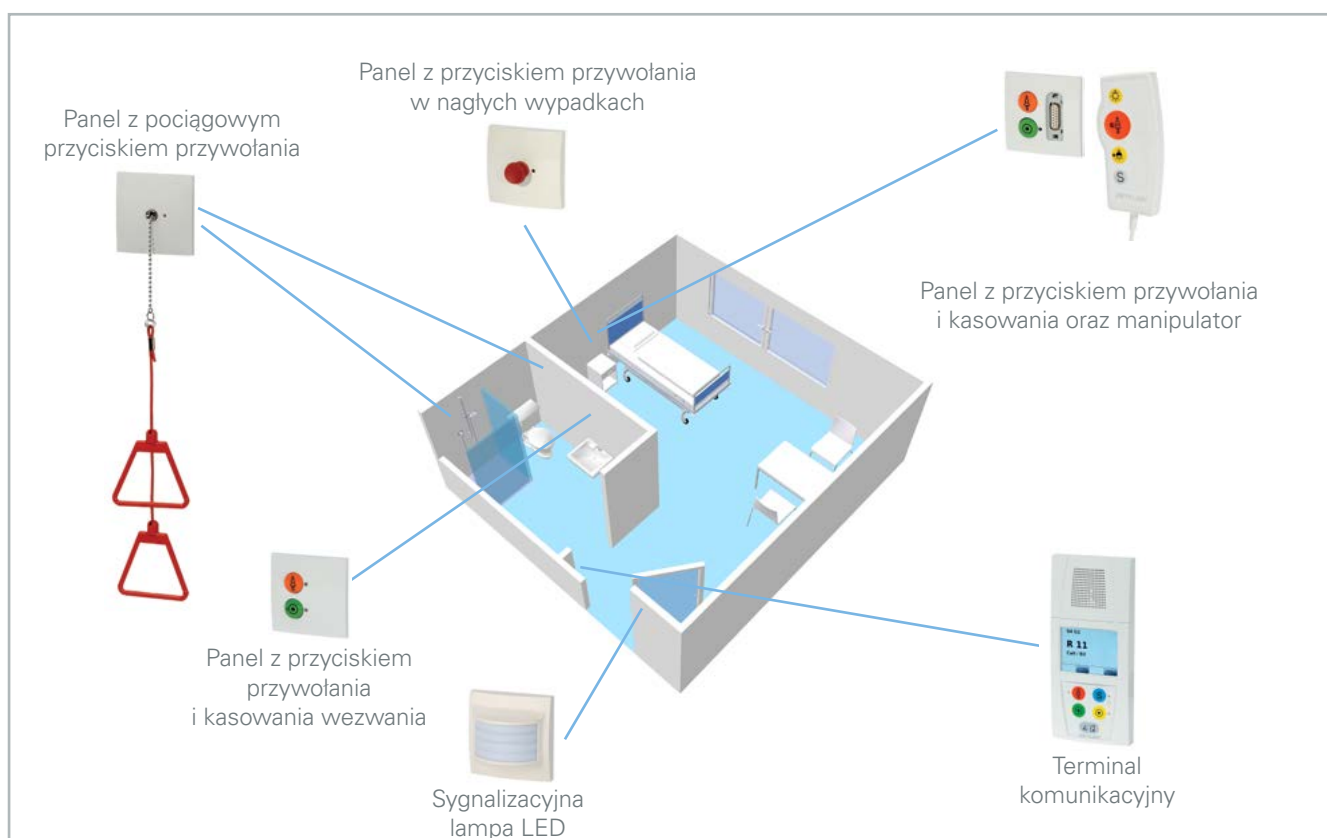 Panel z przyciskiem przywołania
w nagłych wypadkach
Panel z pociągowym
przyciskiem przywołania
Panel z przyciskiem przywołania
i kasowania oraz manipulator
S
Panel z przyciskiem
przywołania
i kasowania wezwania
Sygnalizacyjna
lampa LED
R 11
S
Terminal
komunikacyjny